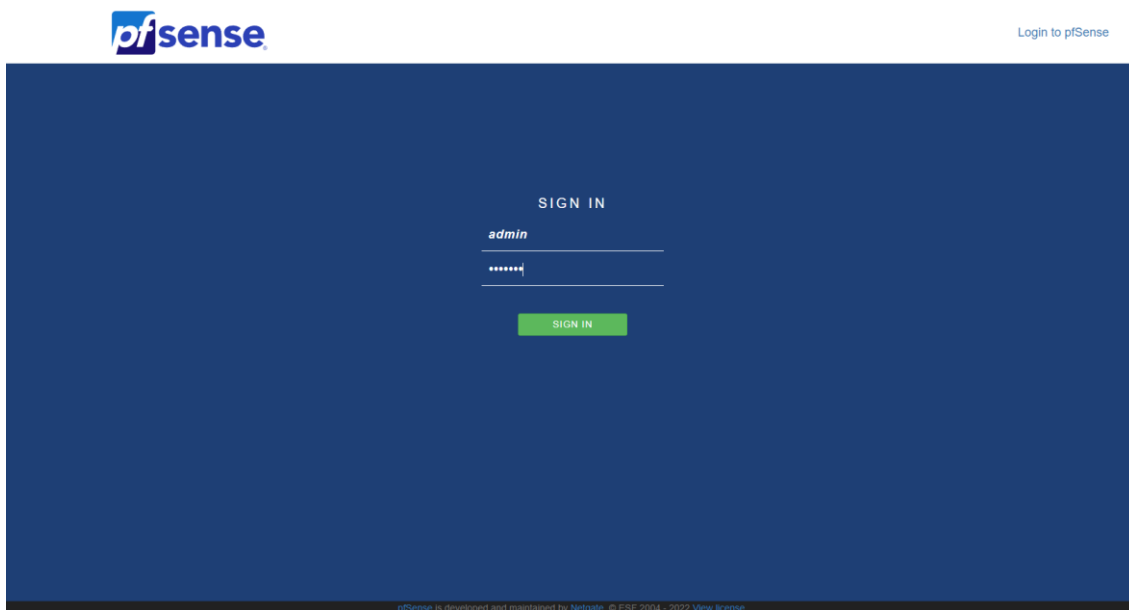 pfsense
Login to pfSense
SIGN IN
admin
•••••••
SIGN IN
pfSense is developed and maintained by Netgate. © ESF 2004 - 2022 View license.